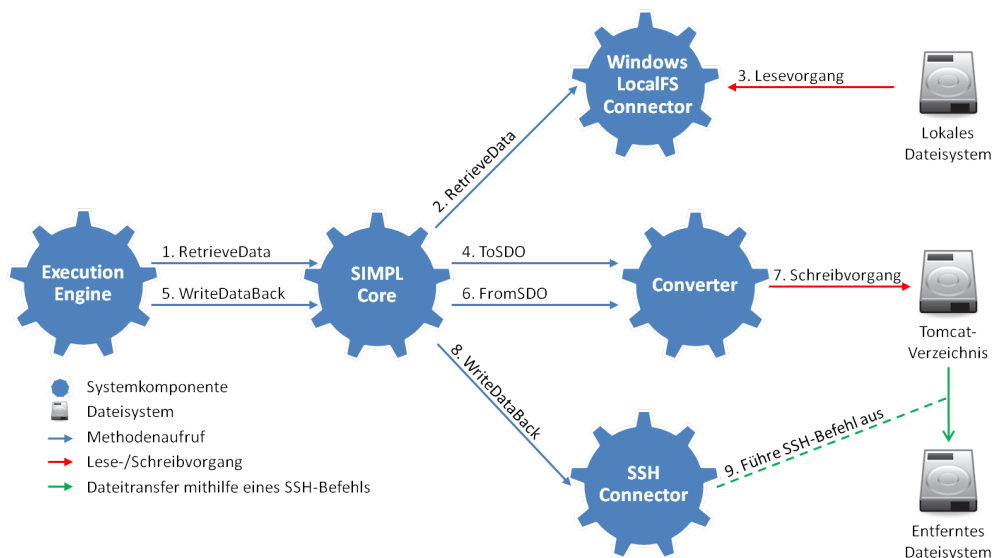 Windows
LocalFS
Connector
3. Lesevorgang
Lokales
Dateisystem
2. RetrieveData
Execution
Engine
1. RetrieveData
5. WriteDataBack
SIMPL
Core
4. ToSDO
6. FromSDO
Converter
7. Schreibvorgang
Tomcat-
Verzeichnis
8. WriteDataBack
SSH
Connector
9. Führe SSH-Befehl aus
Entferntes
Dateisystem
Systemkomponente
Dateisystem
Methodenaufruf
Lese-/Schreibvorgang
Dateitransfer mithilfe eines SSH-Befehls